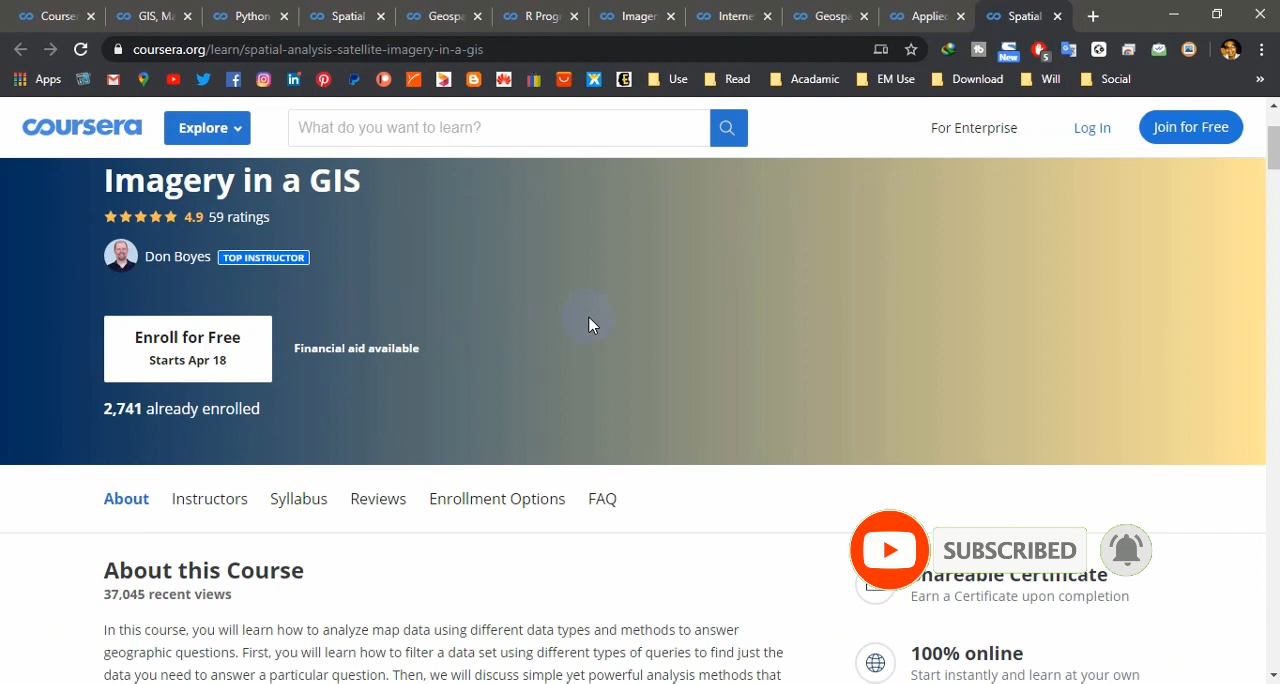 Course
GIS, Ma
Python
Spatial
Geospa
R Prog
Imager
Interne
Geospa
Applied
Spatial
coursera.org/learn/spatial-analysis-satellite-imagery-in-a-gis
New
5
Apps
Use
Read
Acadamic
EM Use
Download
Will
Social
»
coursera
Explore
What do you want to learn?
For Enterprise
Log In
Join for Free
Imagery in a GIS
4.9 59 ratings
Don Boyes TOP INSTRUCTOR
Enroll for Free
Starts Apr 18
Financial aid available
2,741 already enrolled
About Instructors Syllabus Reviews Enrollment Options FAQ
SUBSCRIBED
About this Course
37,045 recent views
In this course, you will learn how to analyze map data using different data types and methods to answer
geographic questions. First, you will learn how to filter a data set using different types of queries to find just the
data you need to answer a particular question. Then, we will discuss simple yet powerful analysis methods that
Shareable Certificate
Earn a Certificate upon completion
100% online
Start instantly and learn at your own